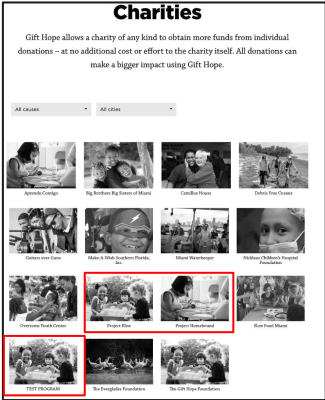 Charities
Gift Hope allows a charity of any kind to obtain more funds from individual
donations – at no additional cost or effort to the charity itself. All donations can
make a bigger impact using Gift Hope.
All causes
All cities
Aprende Contigo
Big Brothers Big Sisters of Miami
Camillus House
Debris Free Oceans
Guitars over Guns
Make-A-Wish Southern Florida,
Inc.
Miami Waterkeeper
Nicklaus Children's Hospital
Foundation
Overtown Youth Center
Project Elise
Project Homebound
Slow Food Miami
TEST PROGRAM
The Everglades Foundation
The Gift Hope Foundation